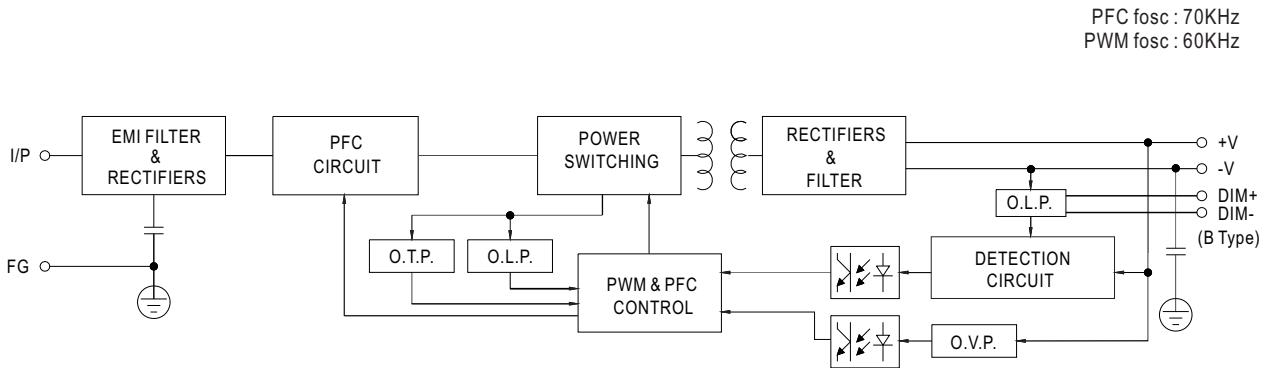 PFC fosc : 70KHz
PWM fosc : 60KHz
I/P
EMI FILTER
&
RECTIFIERS
PFC
CIRCUIT
POWER
SWITCHING
RECTIFIERS
&
FILTER
+V
-V
DIM+
DIM-
(B Type)
O.L.P.
FG
O.T.P.
O.L.P.
PWM & PFC
CONTROL
DETECTION
CIRCUIT
O.V.P.